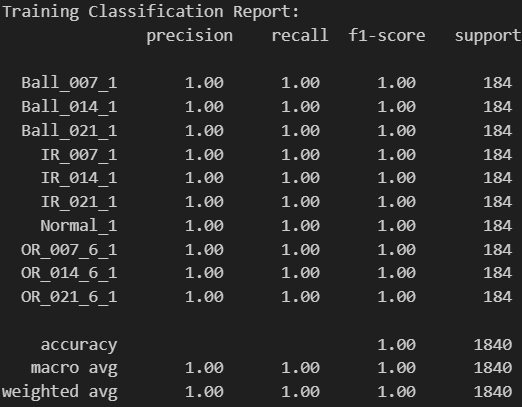 Training Classification Report:
precision recall f1-score support
Ball_007_1 1.00 1.00 1.00 184
Ball_014_1 1.00 1.00 1.00 184
Ball_021_1 1.00 1.00 1.00 184
IR_007_1 1.00 1.00 1.00 184
IR_014_1 1.00 1.00 1.00 184
IR_021_1 1.00 1.00 1.00 184
Normal_1 1.00 1.00 1.00 184
OR_007_6_1 1.00 1.00 1.00 184
OR_014_6_1 1.00 1.00 1.00 184
OR_021_6_1 1.00 1.00 1.00 184
accuracy 1.00 1840
macro avg 1.00 1.00 1.00 1840
weighted avg 1.00 1.00 1.00 1840